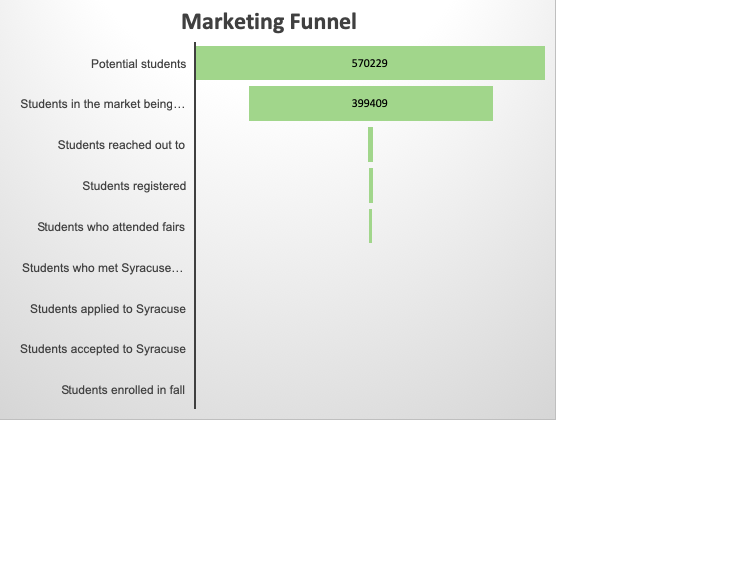 Marketing Funnel
Potential students
570229
Students in the market being...
399409
Students reached out to
Students registered
Students who attended fairs
Students who met Syracuse...
Students applied to Syracuse
Students accepted to Syracuse
Students enrolled in fall